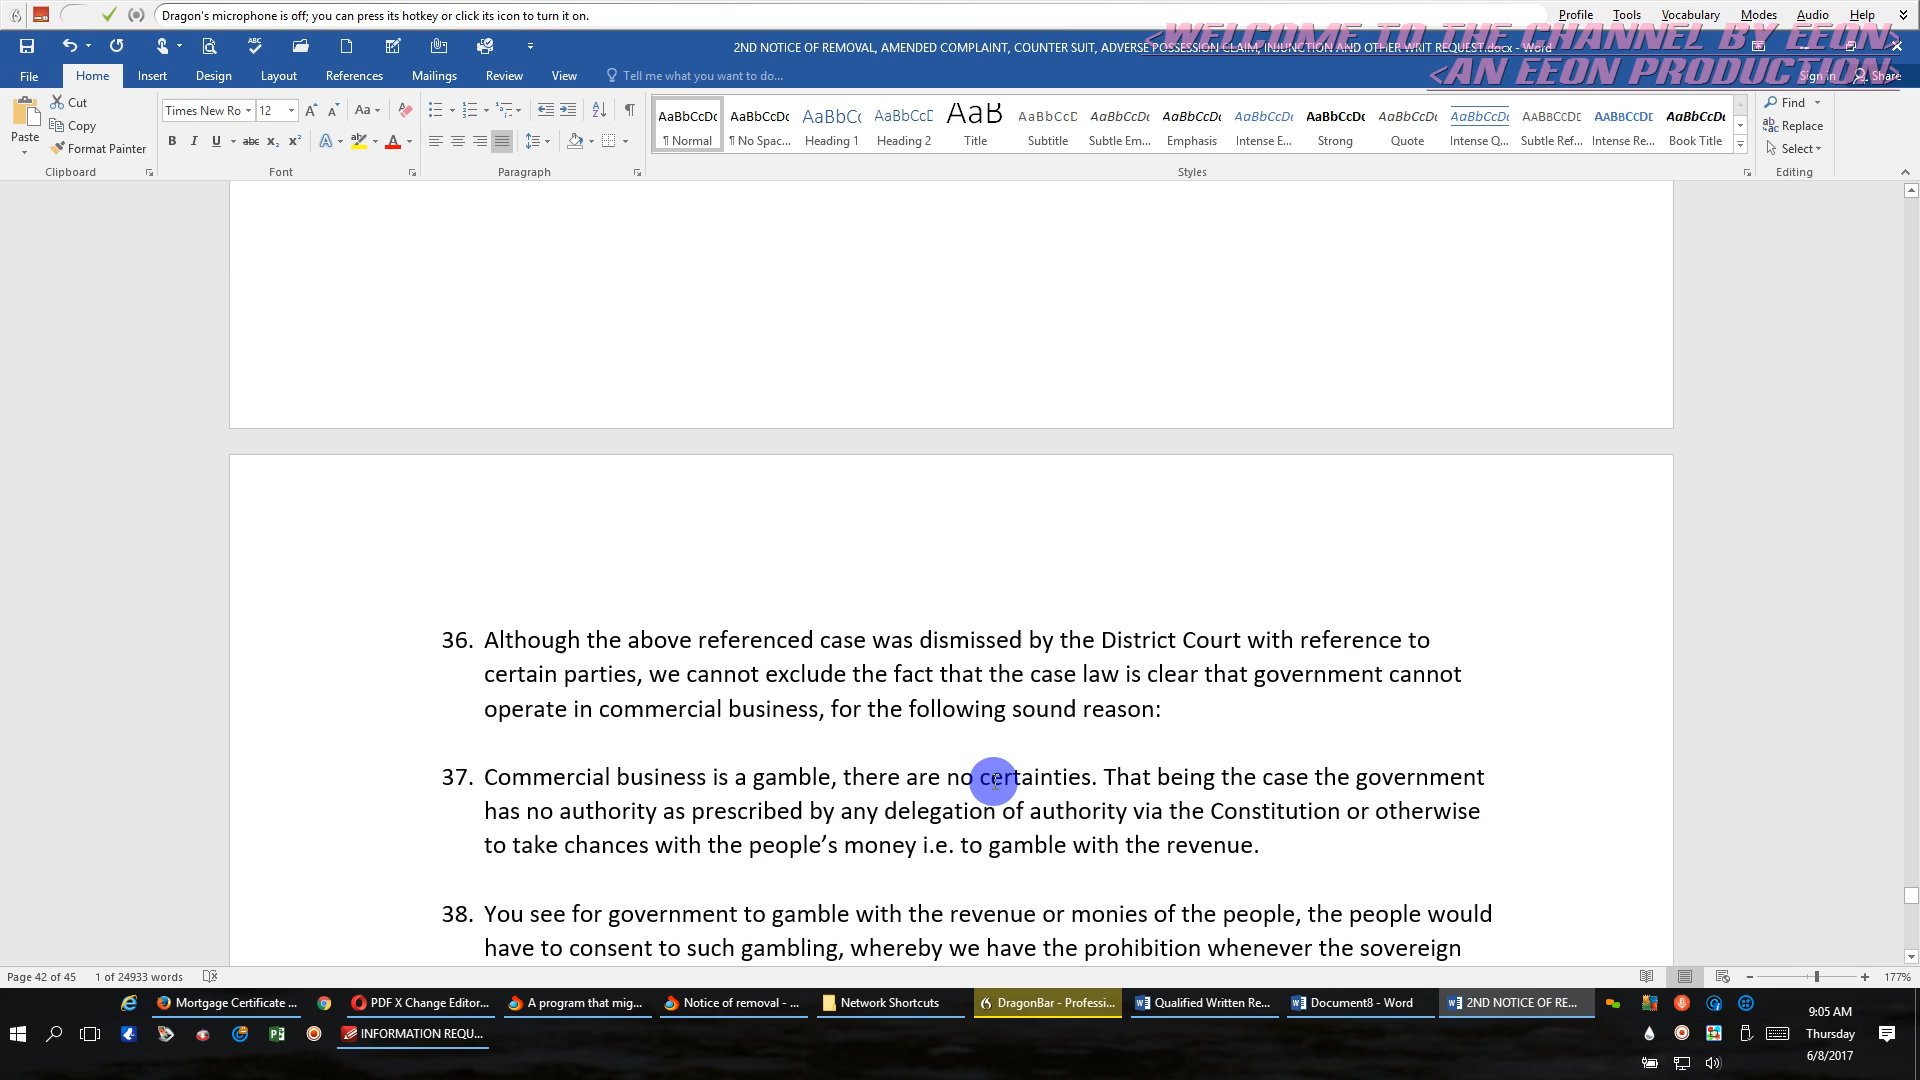 Dragon's microphone is off; you can press its hotkey or click its icon to turn it on.
Profile Tools Vocabulary Modes Audio Help
<WELCOME TO THE CHANNEL BY EEON>
2ND NOTICE OF REMOVAL, AMENDED COMPLAINT, COUNTER SUIT, ADVERSE POSSESSION CLAIM, INJUNCTION AND OTHER WRIT REQUEST.docx - Word
<AN EEON PRODUCTION>
File Home Insert Design Layout References Mailings Review View Tell me what you want to do... Sign in Share
Cut
Copy
Format Painter
Paste
Times New Ro 12
AaBbCcDc AaBbCcDc AaBbCc AaBbCcE AaB AaBbCcD AaBbCcDc AaBbCcDc AaBbCcDc AaBbCcDc AaBbCcDc AaBbCcDc AABBCCDE AABBCCDE AaBbCcDc
¶ Normal ¶ No Spac... Heading 1 Heading 2 Title Subtitle Subtle Em... Emphasis Intense E... Strong Quote Intense Q... Subtle Ref... Intense Re... Book Title
Find
Replace
Select
Clipboard Font Paragraph Styles Editing
36. Although the above referenced case was dismissed by the District Court with reference to
certain parties, we cannot exclude the fact that the case law is clear that government cannot
operate in commercial business, for the following sound reason:
37. Commercial business is a gamble, there are no certainties. That being the case the government
has no authority as prescribed by any delegation of authority via the Constitution or otherwise
to take chances with the people’s money i.e. to gamble with the revenue.
38. You see for government to gamble with the revenue or monies of the people, the people would
have to consent to such gambling, whereby we have the prohibition whenever the sovereign
Page 42 of 45 1 of 24933 words 177%
Mortgage Certificate ... PDF X Change Editor... A program that mig... Notice of removal - ... Network Shortcuts DragonBar - Professi... Qualified Written Re... Document8 - Word 2ND NOTICE OF RE...
INFORMATION REQU...
9:05 AM
Thursday
6/8/2017